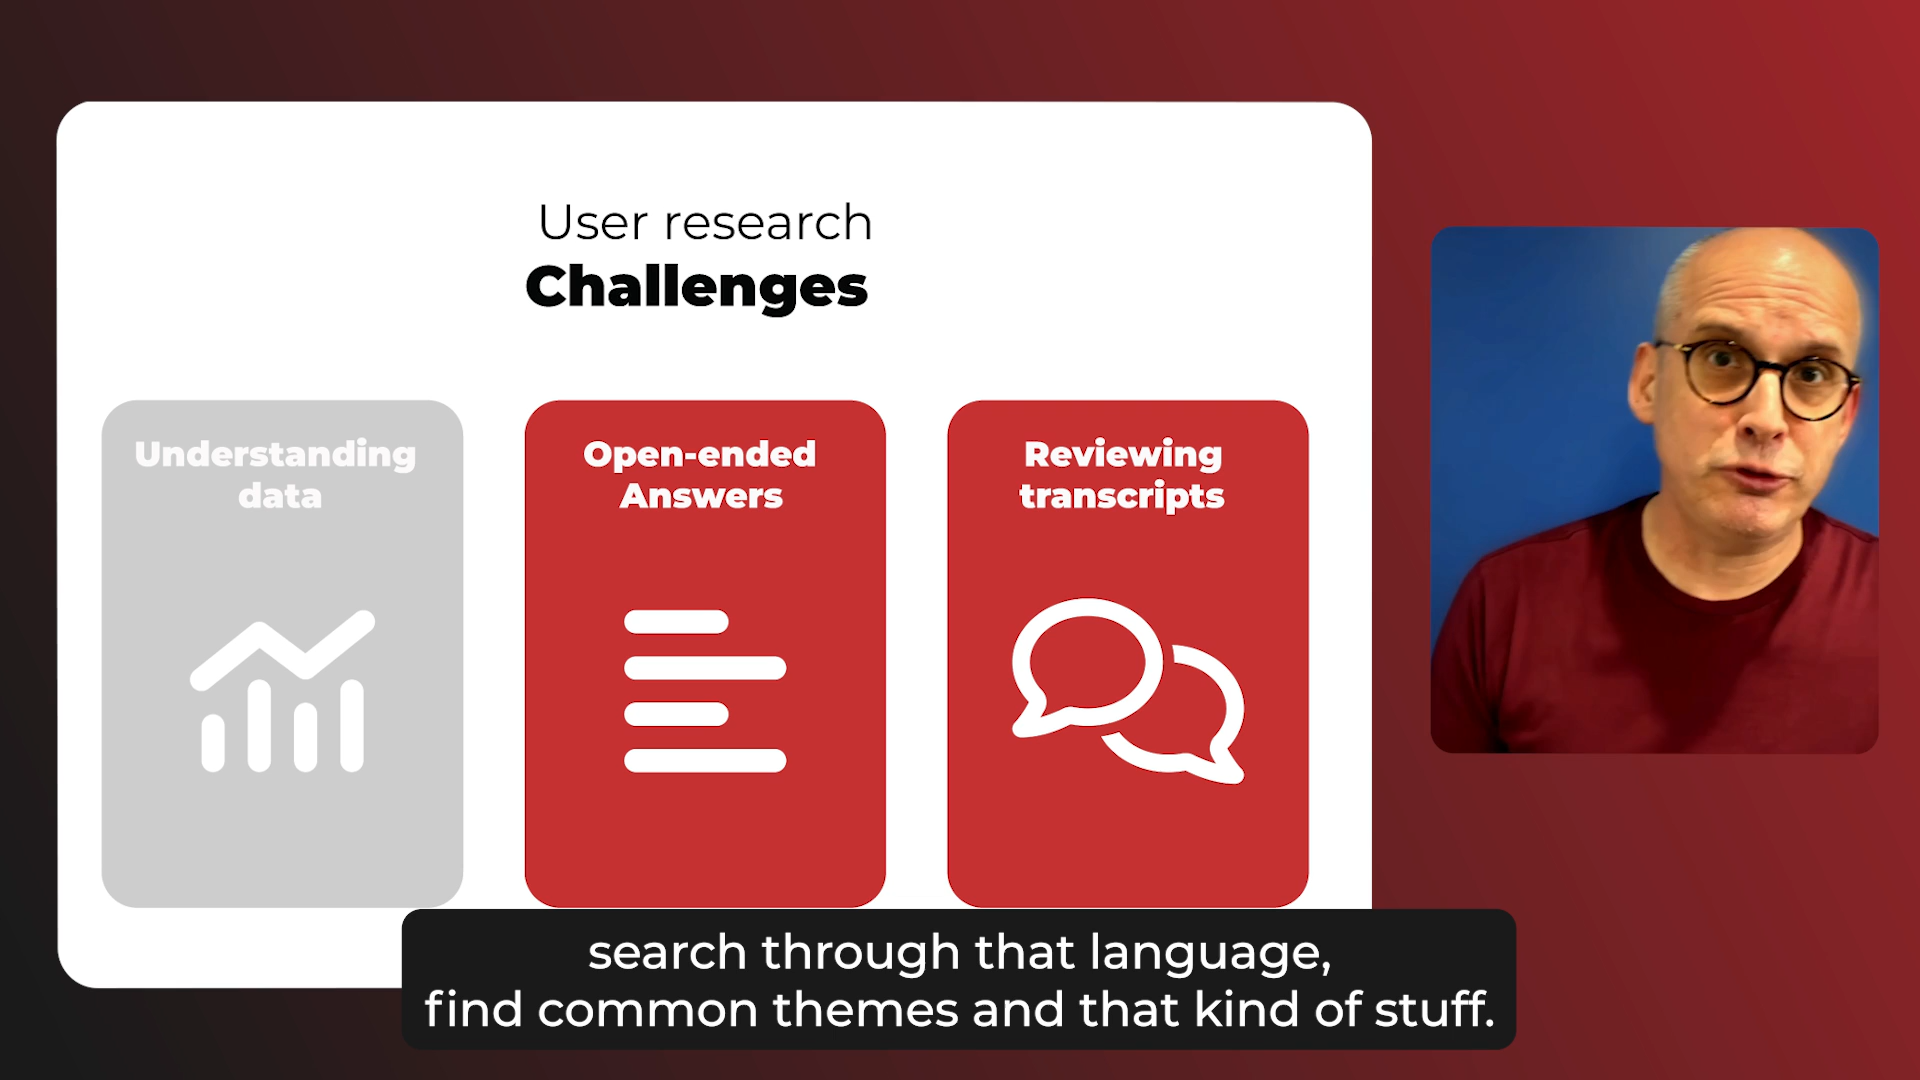 User research
Challenges
Understanding
data
Open-ended
Answers
Reviewing
transcripts
search through that language,
find common themes and that kind of stuff.